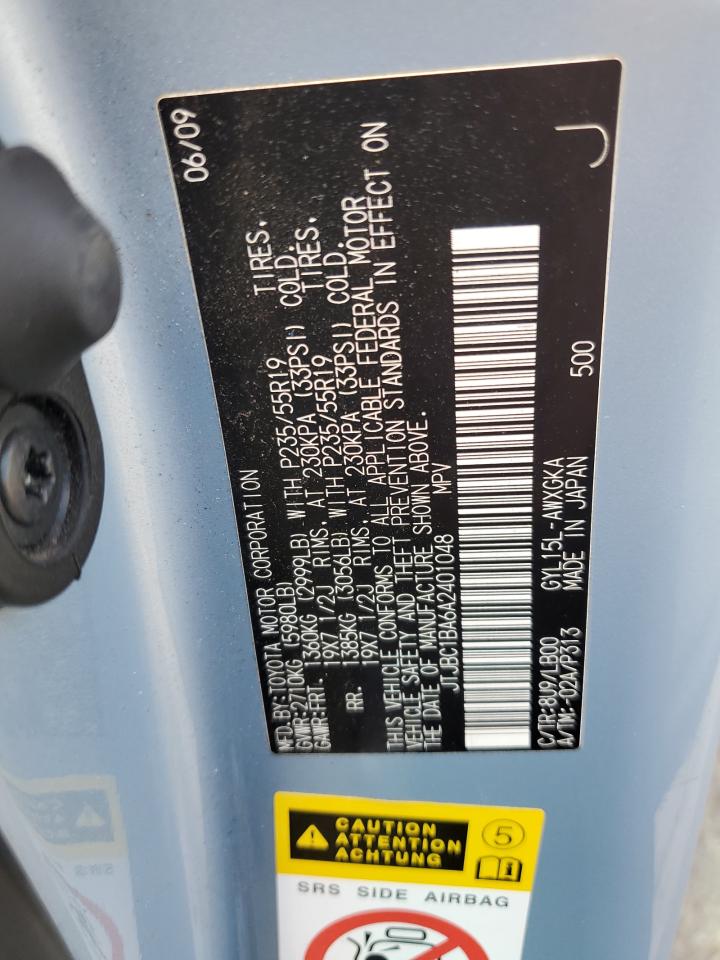 06/09
MFD. BY: TOYOTA MOTOR CORPORATION
GVWR: 2710KG (5980LB)
GAWR: FRT. 1360KG (2999LB) WITH P235/55R19 TIRES.
19X7 1/2J RIMS, AT 230KPA (33PSI) COLD.
RR. 1385KG (3056LB) WITH P235/55R19 TIRES.
19X7 1/2J RIMS, AT 230KPA (33PSI) COLD.
THIS VEHICLE CONFORMS TO ALL APPLICABLE FEDERAL MOTOR
VEHICLE SAFETY AND THEFT PREVENTION STANDARDS IN EFFECT ON
THE DATE OF MANUFACTURE SHOWN ABOVE.
JTJBC1BA6A2401048 MPV
C/TR: 8U9/LB00 GYL15L-AWXGKA 500
A/TM: -02A/P313 MADE IN JAPAN
J
CAUTION
ATTENTION
ACHTUNG
5
SRS SIDE AIRBAG